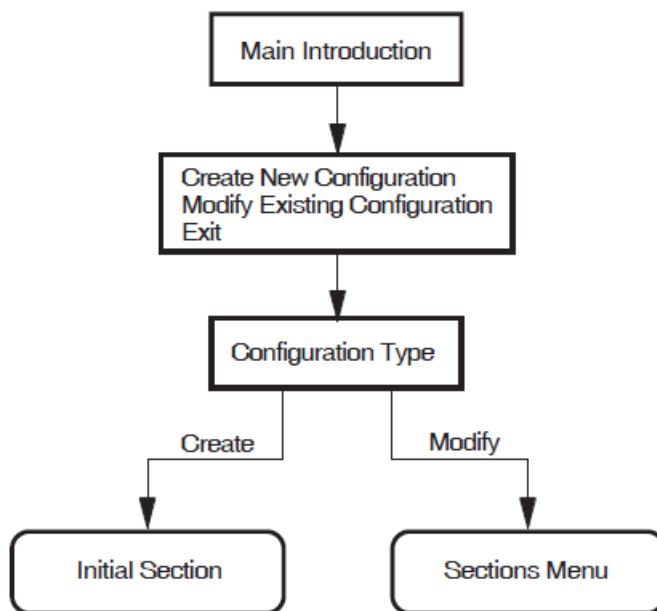 Main Introduction
Create New Configuration
Modify Existing Configuration
Exit
Configuration Type
Create
Modify
Initial Section
Sections Menu